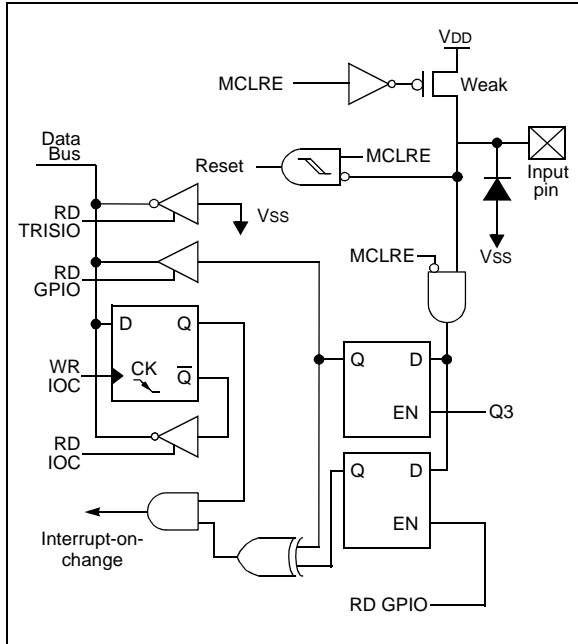 VDD
MCLRE
Weak
Data
Bus
Reset
MCLRE
Input
pin
RD
TRISIO
VSS
VSS
RD
GPIO
MCLRE
D
Q
Q
D
WR
IOC
CK
Q
EN
Q3
RD
IOC
Q
D
EN
Interrupt-on-
change
RD GPIO